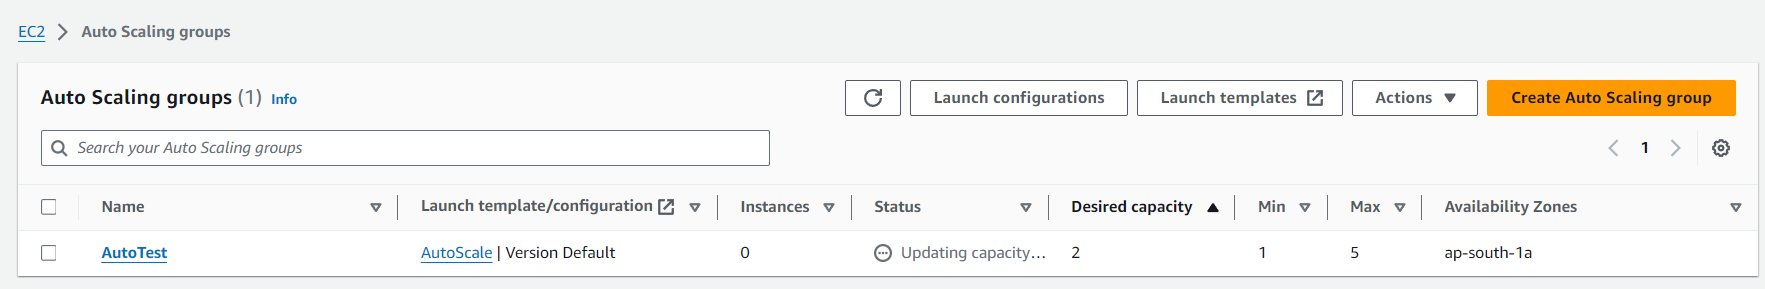 EC2 > Auto Scaling groups
Auto Scaling groups (1) Info
Launch configurations
Launch templates
Actions
Create Auto Scaling group
Search your Auto Scaling groups
1
Name Launch template/configuration Instances Status Desired capacity Min Max Availability Zones
AutoTest AutoScale | Version Default 0 Updating capacity... 2 1 5 ap-south-1a